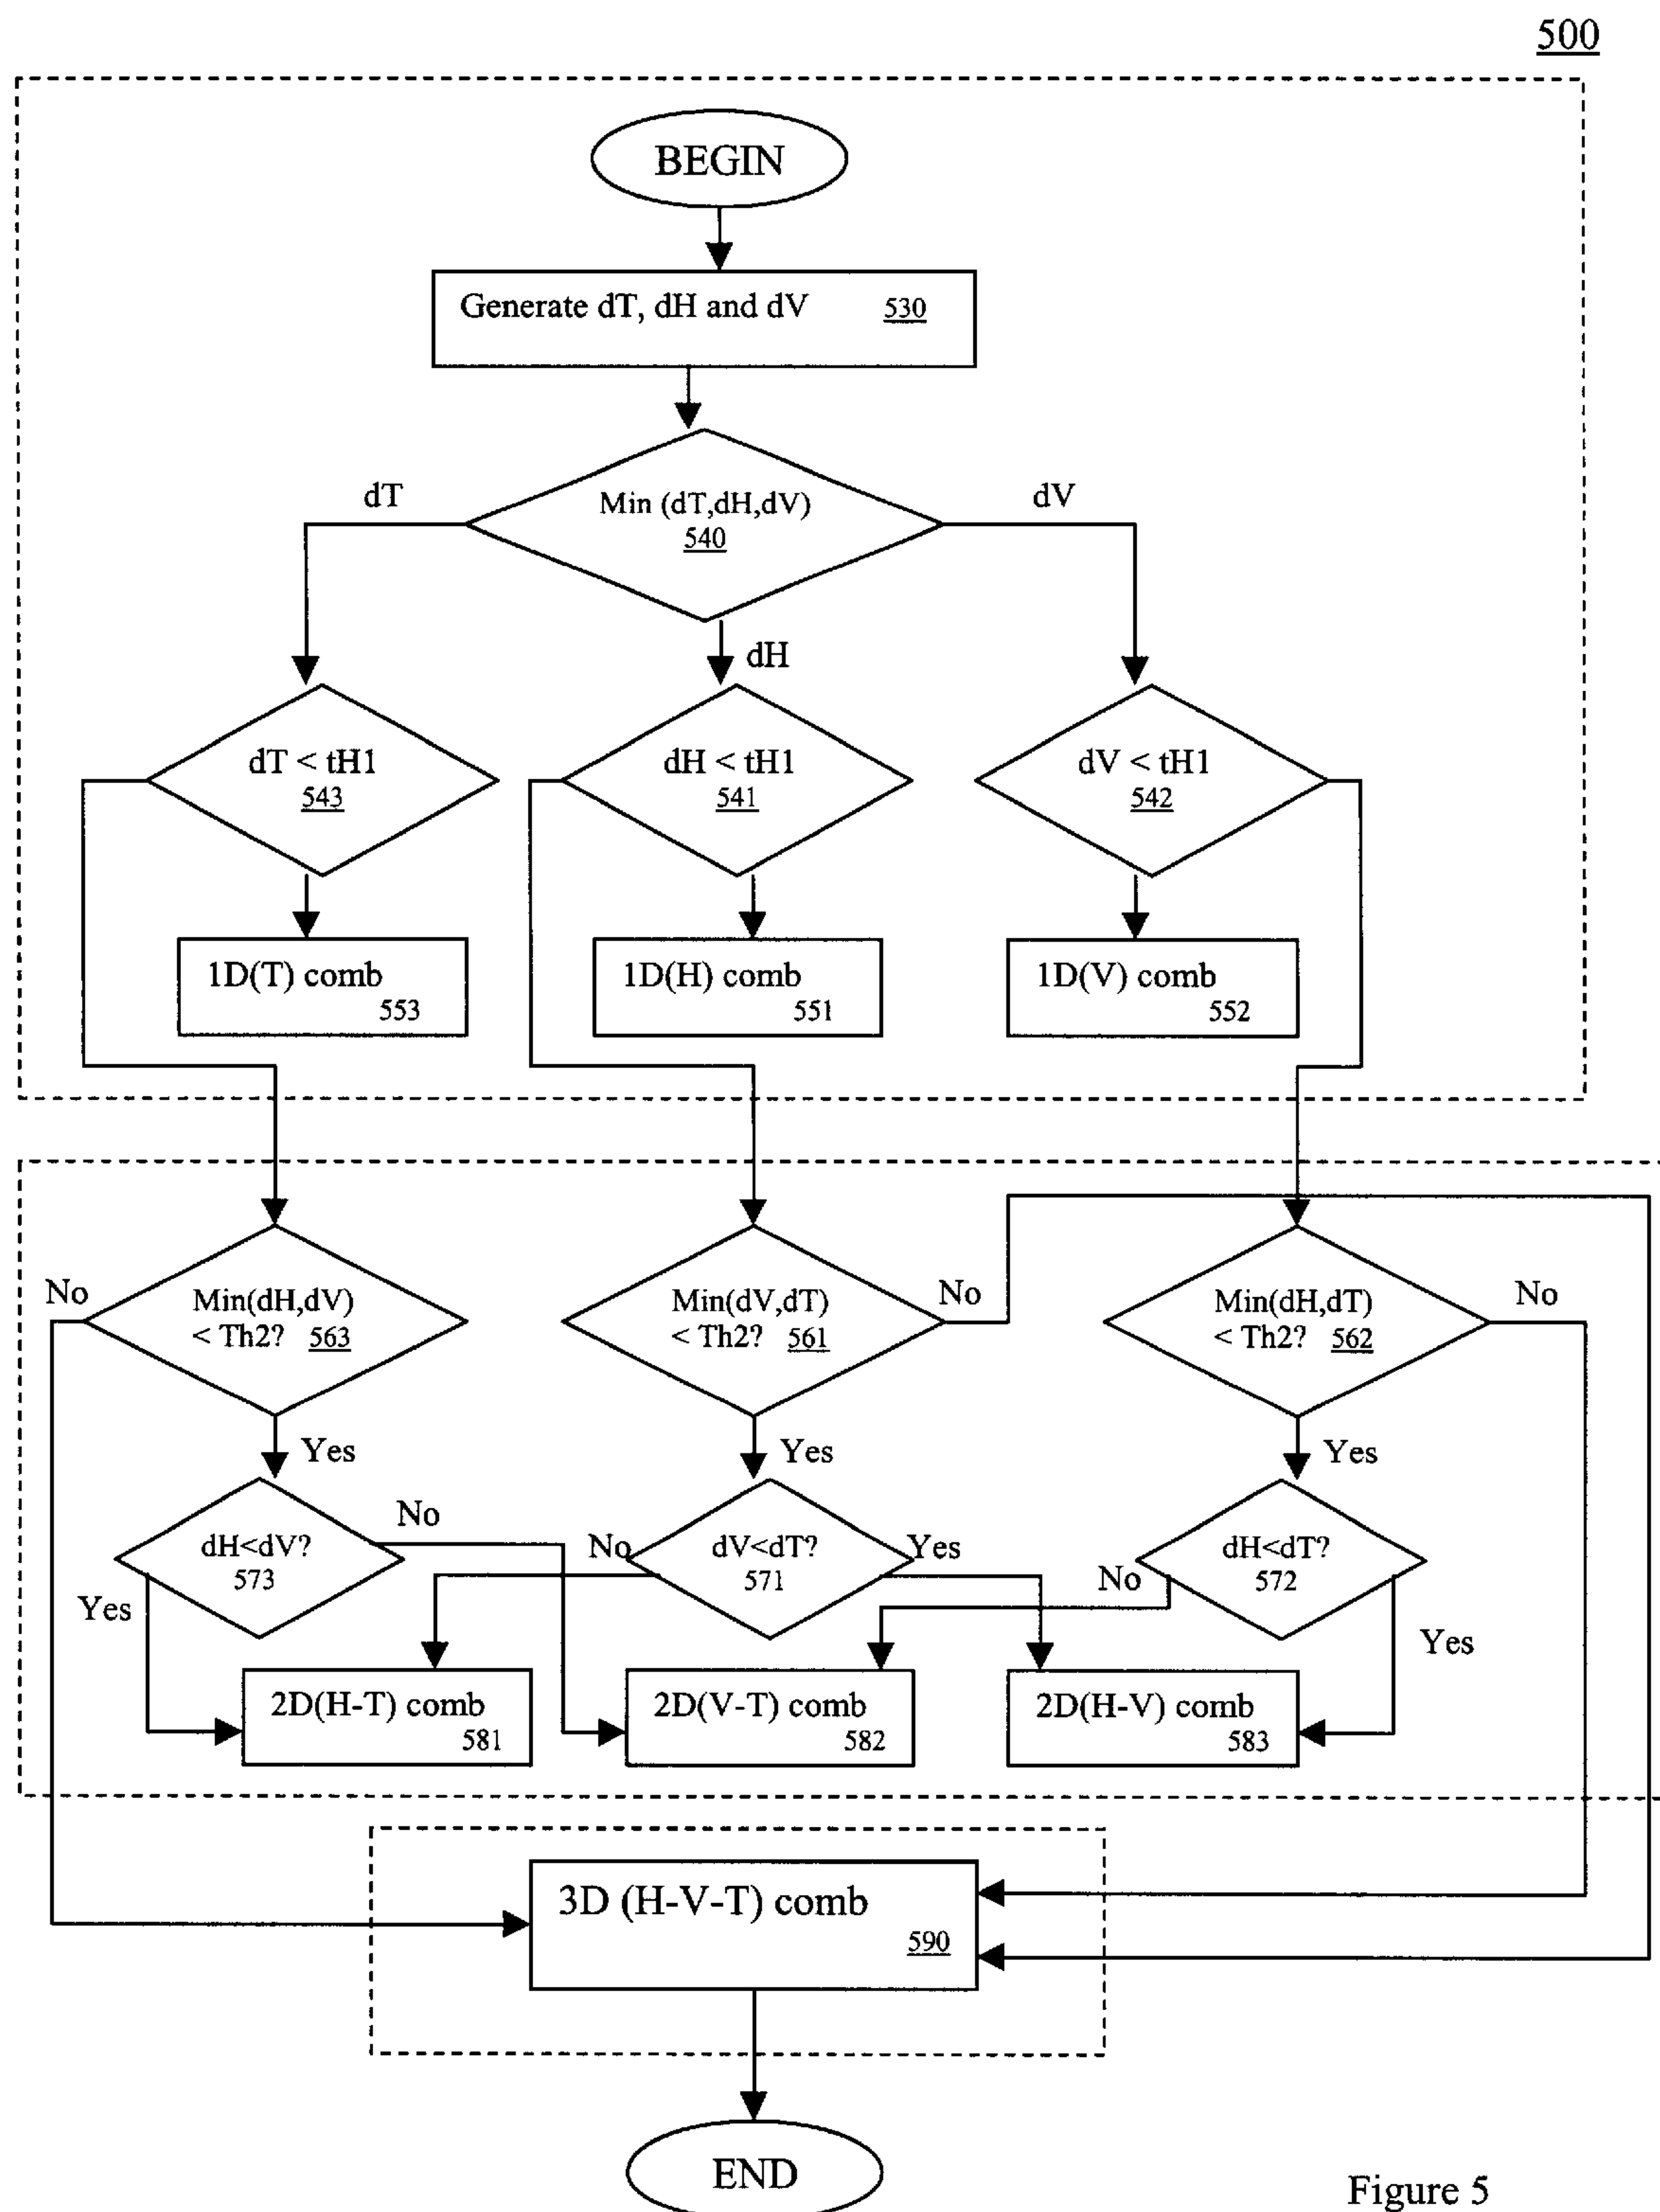 500
BEGIN
Generate dT, dH and dV 530
dT
Min (dT,dH,dV)
540
dV
dH
dT < tH1
543
dH < tH1
541
dV < tH1
542
1D(T) comb
553
1D(H) comb
551
1D(V) comb
552
No
Min(dH,dV)
< Th2? 563
Min(dV,dT)
< Th2? 561
No
Min(dH,dT)
< Th2? 562
No
Yes
Yes
Yes
dH<dV?
573
No
Yes
No
dV<dT?
571
Yes
No
dH<dT?
572
Yes
2D(H-T) comb
581
2D(V-T) comb
582
2D(H-V) comb
583
3D (H-V-T) comb
590
END
Figure 5